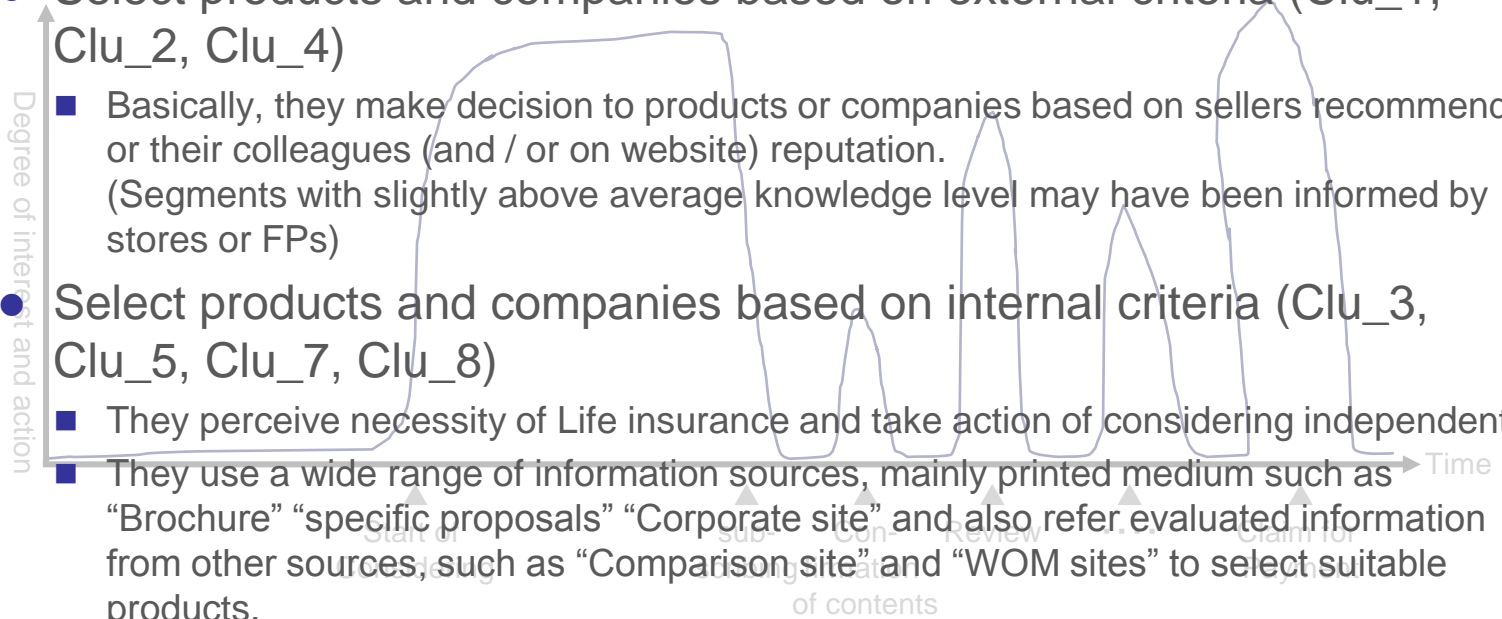 Select products and companies based on external criteria (Clu_1,
Clu_2, Clu_4)
Basically, they make decision to products or companies based on sellers recommend
or their colleagues (and / or on website) reputation.
(Segments with slightly above average knowledge level may have been informed by
stores or FPs)
Select products and companies based on internal criteria (Clu_3,
Clu_5, Clu_7, Clu_8)
They perceive necessity of Life insurance and take action of considering independent
They use a wide range of information sources, mainly printed medium such as
“Brochure” “specific proposals” “Corporate site” and also refer evaluated information
from other sources, such as “Comparison site” and “WOM sites” to select suitable
products.
Degree of interest and action
Time
Start of
Considering
sub-
scribing
Con-
firmation
of contents
Review
....
Claim for
Payment